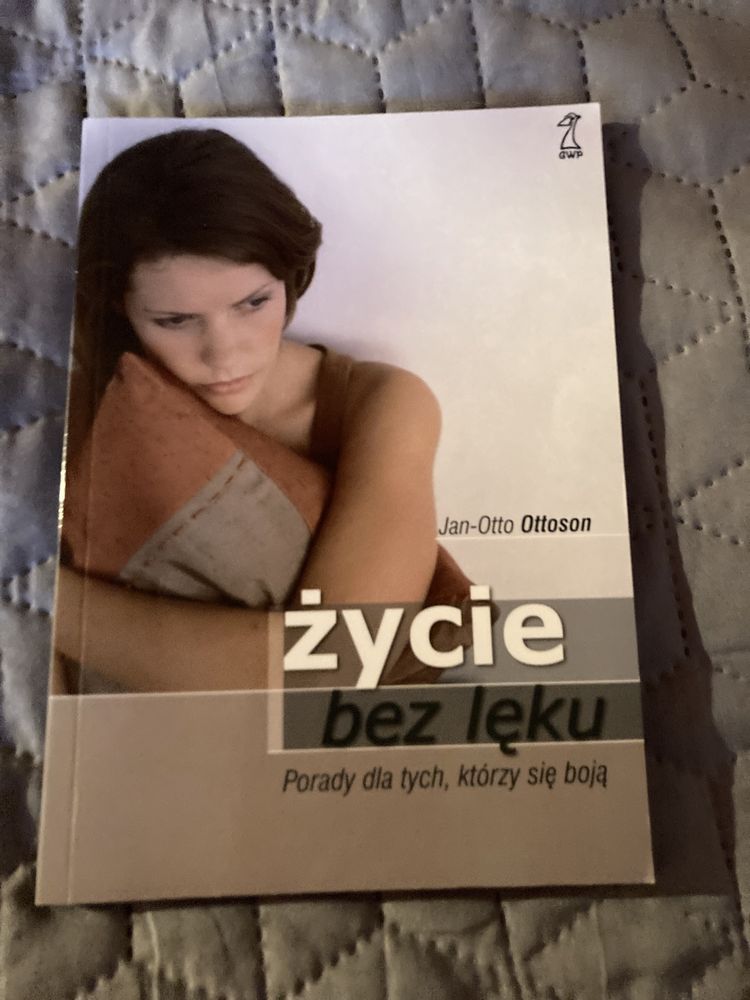 GWP
Jan-Otto Ottoson
życie
bez lęku
Porady dla tych, którzy się boją